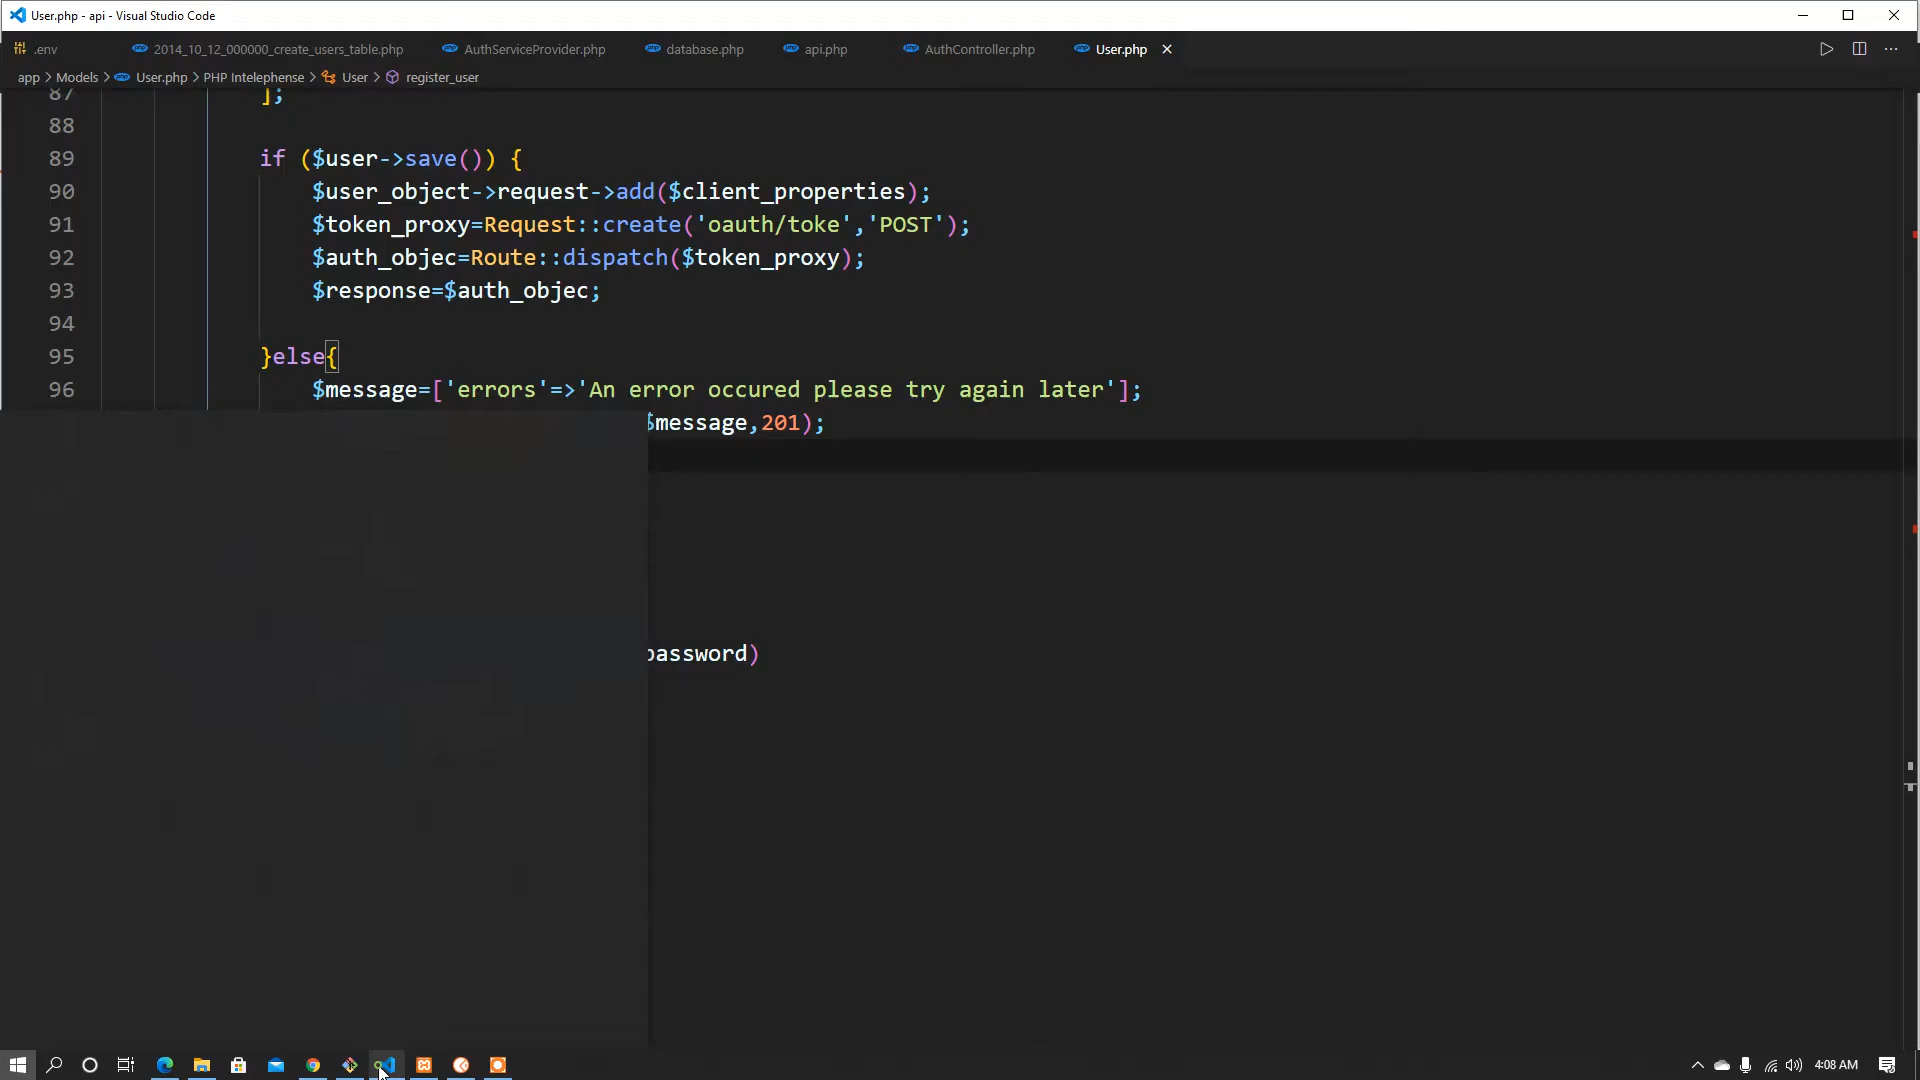 User.php - api - Visual Studio Code
.env 2014_10_12_000000_create_users_table.php AuthServiceProvider.php database.php api.php AuthController.php User.php
app > Models > User.php > PHP Intelephense > User > register_user
87 ];
88
89 if ($user->save()) {
90 $user_object->request->add($client_properties);
91 $token_proxy=Request::create('oauth/toke','POST');
92 $auth_objec=Route::dispatch($token_proxy);
93 $response=$auth_objec;
94
95 }else{
96 $message=['errors'=>'An error occured please try again later'];
$message,201);
password)
4:08 AM